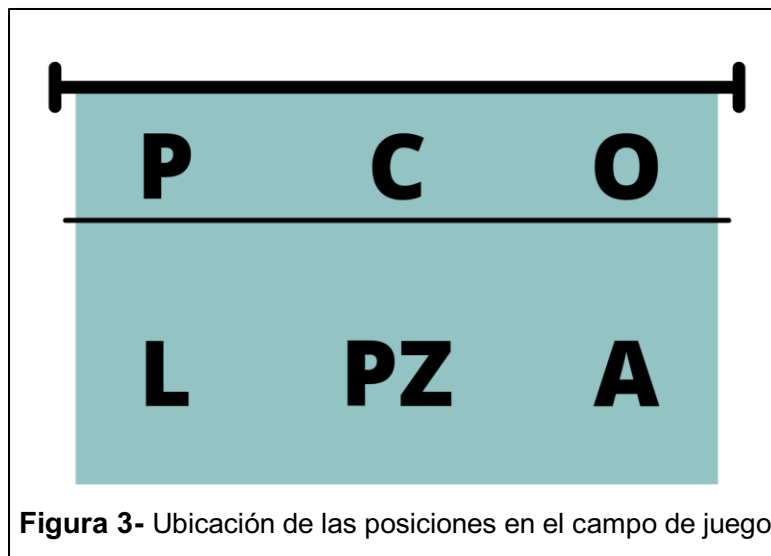 P C O
L PZ A
Figura 3- Ubicación de las posiciones en el campo de juego